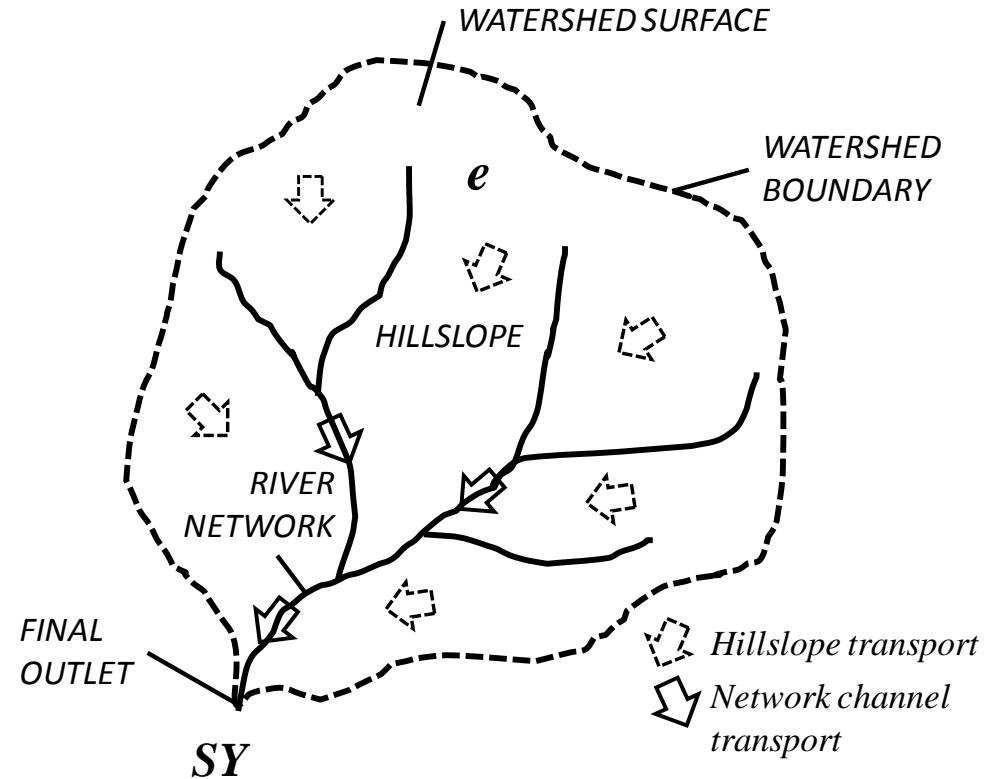 WATERSHED SURFACE
WATERSHED
BOUNDARY
e
HILLSLOPE
RIVER
NETWORK
FINAL
OUTLET
SY
Hillslope transport
Network channel
transport